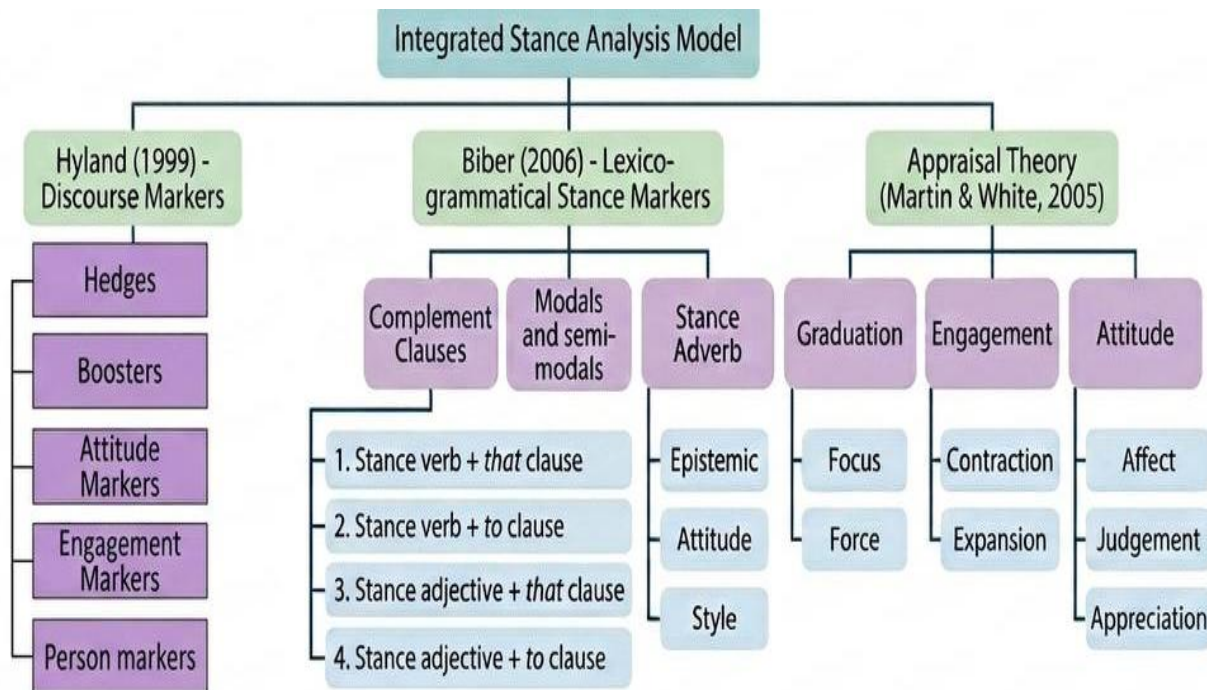 Integrated Stance Analysis Model
Hyland (1999) -
Discourse Markers
Hedges
Boosters
Attitude
Markers
Engagement
Markers
Person markers
Biber (2006) - Lexico-
grammatical Stance Markers
Complement
Clauses
1. Stance verb + that clause
2. Stance verb + to clause
3. Stance adjective + that clause
4. Stance adjective + to clause
Modals
and semi-
modals
Stance
Adverb
Epistemic
Attitude
Style
Appraisal Theory
(Martin & White, 2005)
Graduation
Focus
Force
Engagement
Contraction
Expansion
Attitude
Affect
Judgement
Appreciation